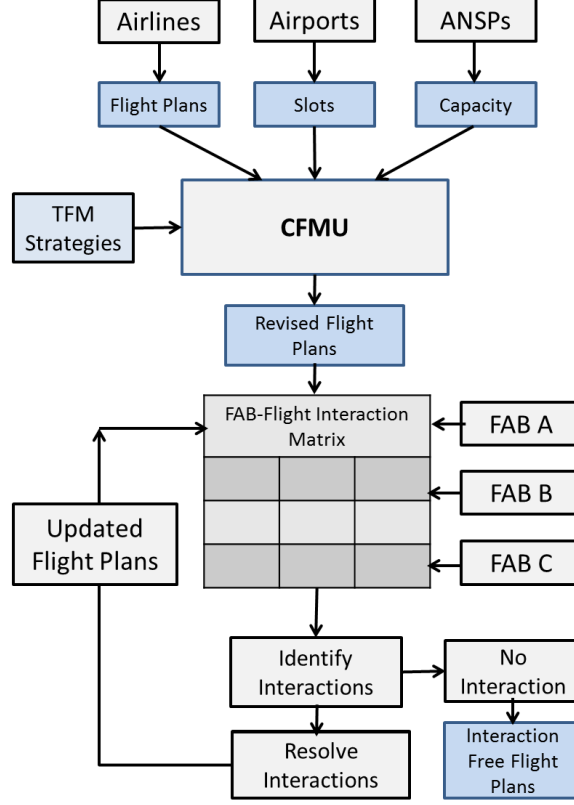 Airlines
Airports
ANSPs
Flight Plans
Slots
Capacity
TFM
Strategies
CFMU
Revised Flight
Plans
FAB-Flight Interaction
Matrix
FAB A
FAB B
FAB C
Updated
Flight Plans
Identify
Interactions
No
Interaction
Resolve
Interactions
Interaction
Free Flight
Plans